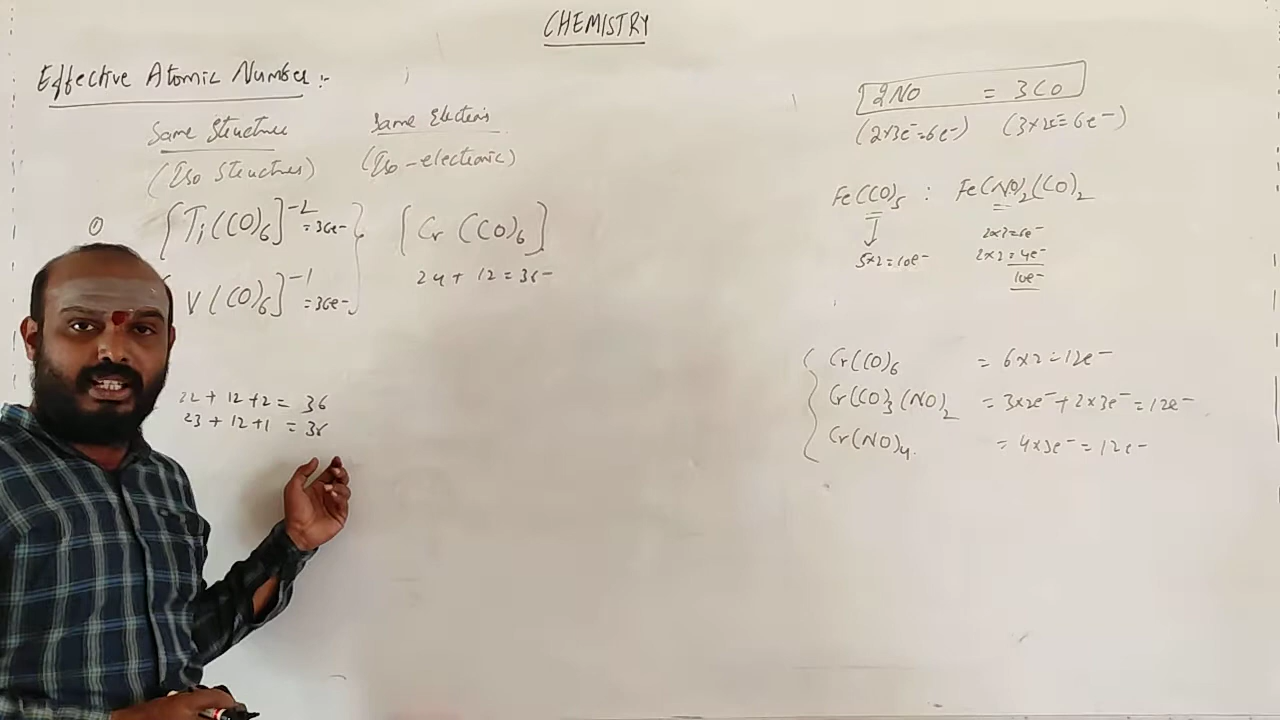 CHEMISTRY
Effective Atomic Number :-
Same Structure
(Iso Structures)
Same Electrons
(Iso-electronic)
[Ti(CO)6]-2 = 36e-
[Cr(CO)6]
24 + 12 = 36
V(CO)6]-1 = 36e-
22 + 12 + 2 = 36
23 + 12 + 1 = 36
2NO = 3CO
(2×3e-=6e-) (3×2e-=6e-)
Fe(CO)5 : Fe(NO)2(CO)2
5×2=10e-
2×3=6e-
2×2=4e-
10e-
Cr(CO)6 = 6×2=12e-
Cr(CO)3(NO)2 = 3×2e-+2×3e-=12e-
Cr(NO)4. = 4×3e-=12e-